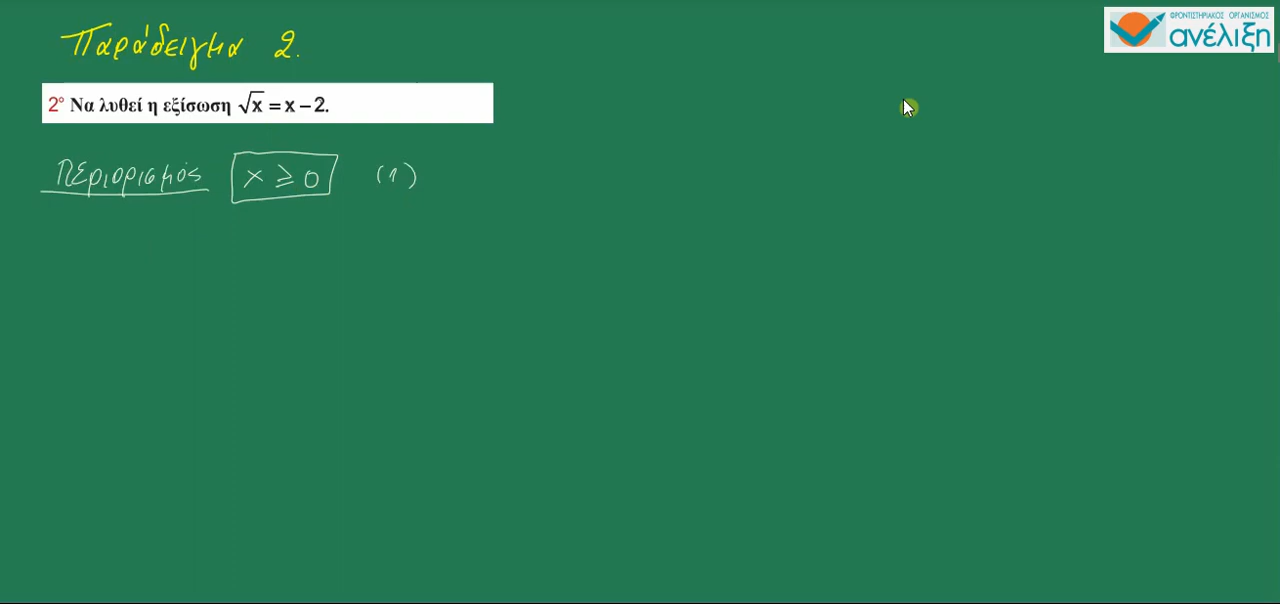 Παράδειγμα 2.
ΦΡΟΝΤΙΣΤΗΡΙΑΚΟΣ ΟΡΓΑΝΙΣΜΟΣ
ανέλιξη
2° Να λυθεί η εξίσωση √x = x – 2.
Περιορισμός x ≥ 0 (1)